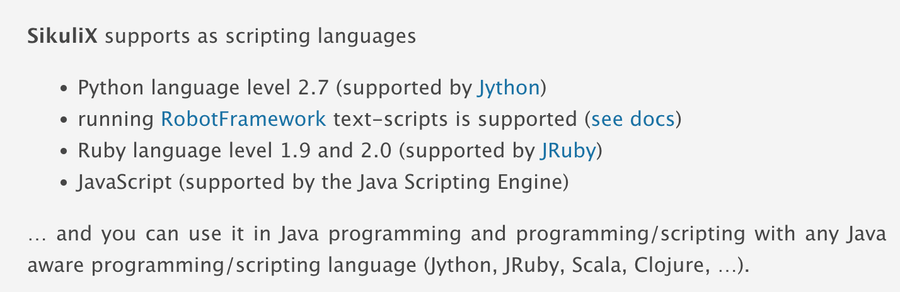 SikuliX supports as scripting languages
• Python language level 2.7 (supported by Jython)
• running RobotFramework text-scripts is supported (see docs)
• Ruby language level 1.9 and 2.0 (supported by JRuby)
• JavaScript (supported by the Java Scripting Engine)
… and you can use it in Java programming and programming/scripting with any Java
aware programming/scripting language (Jython, JRuby, Scala, Clojure, …).